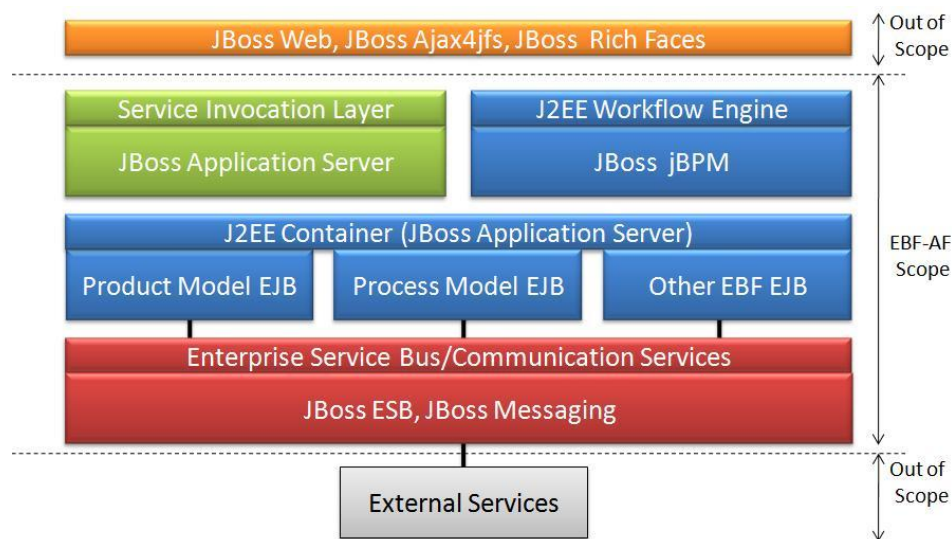 JBoss Web, JBoss Ajax4jfs, JBoss Rich Faces
Out of
Scope
Service Invocation Layer
JBoss Application Server
J2EE Workflow Engine
JBoss jBPM
J2EE Container (JBoss Application Server)
Product Model EJB
Process Model EJB
Other EBF EJB
EBF-AF
Scope
Enterprise Service Bus/Communication Services
JBoss ESB, JBoss Messaging
External Services
Out of
Scope